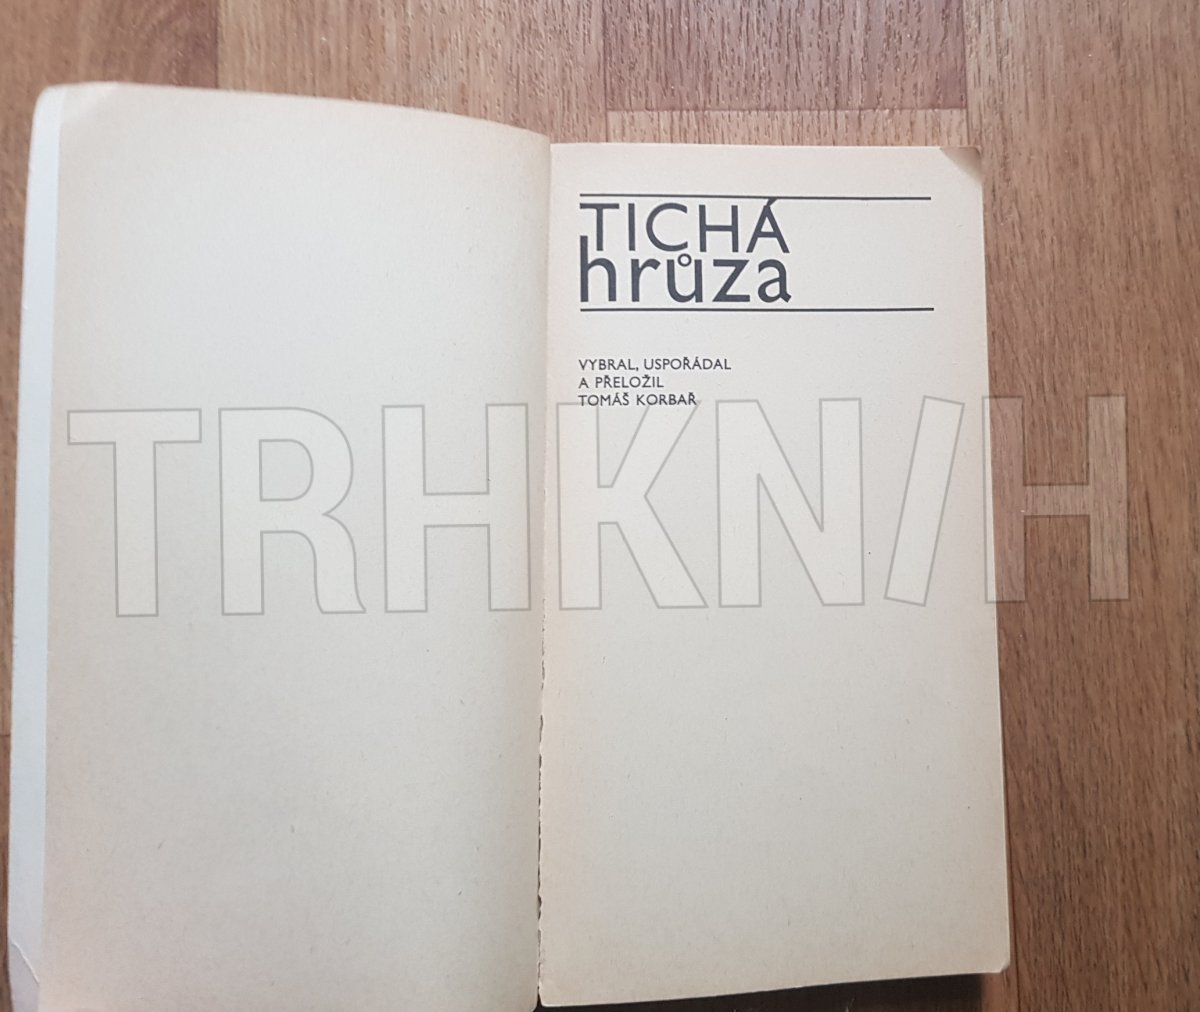 TICHÁ
hrůza
VYBRAL, USPOŘÁDAL
A PŘELOŽIL
TOMÁŠ KORBAŘ
TRHKNIH